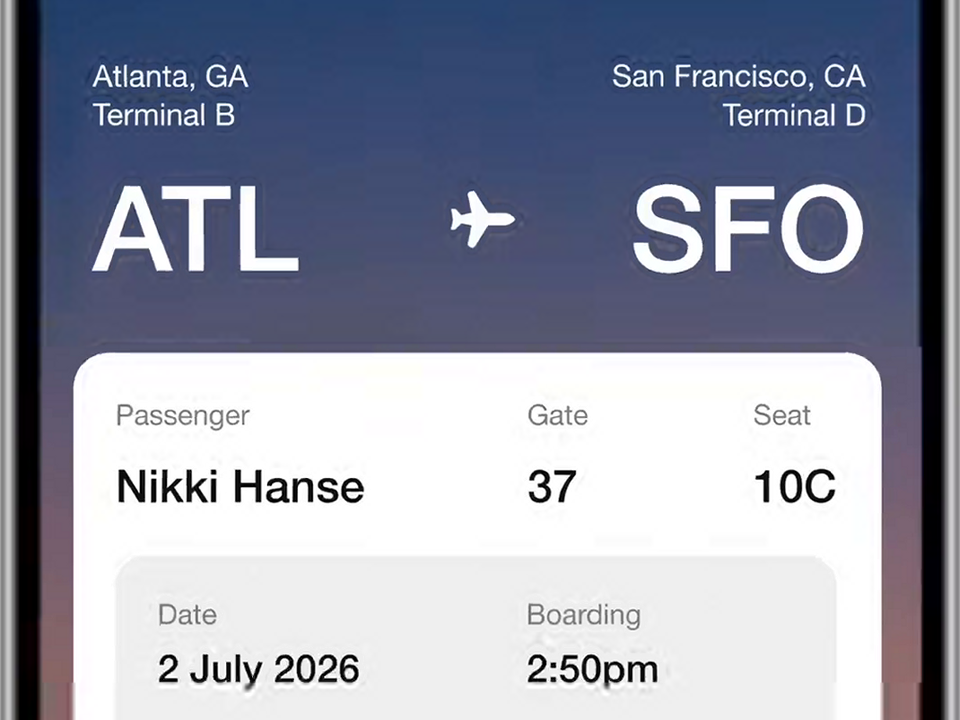 Atlanta, GA
Terminal B
San Francisco, CA
Terminal D
ATL
SFO
Passenger
Gate
Seat
Nikki Hanse
37
10C
Date
Boarding
2 July 2026
2:50pm